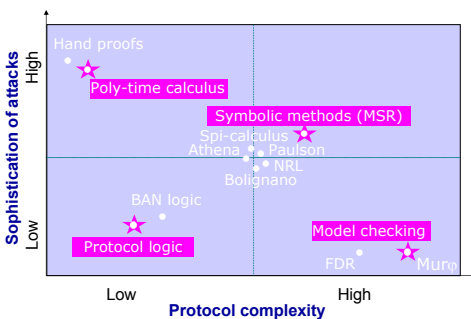 Hand proofs
Poly-time calculus
Symbolic methods (MSR)
Spi-calculus
Athena
Paulson
NRL
Bolignano
BAN logic
Protocol logic
Model checking
FDR
Murφ
High
Low
Sophistication of attacks
Low
High
Protocol complexity